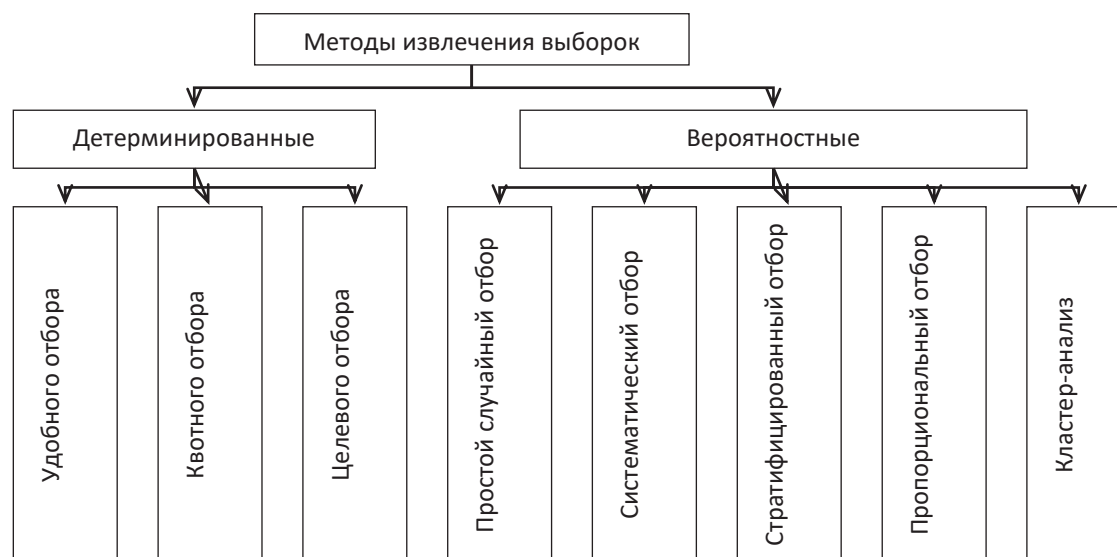 Методы извлечения выборок
Детерминированные
Вероятностные
Удобного отбора
Квотного отбора
Целевого отбора
Простой случайный отбор
Систематический отбор
Стратифицированный отбор
Пропорциональный отбор
Кластер-анализ